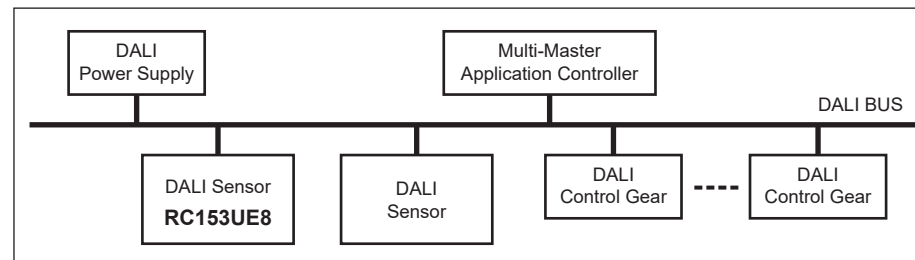 DALI
Power Supply
Multi-Master
Application Controller
DALI BUS
DALI Sensor
RC153UE8
DALI
Sensor
DALI
Control Gear
DALI
Control Gear